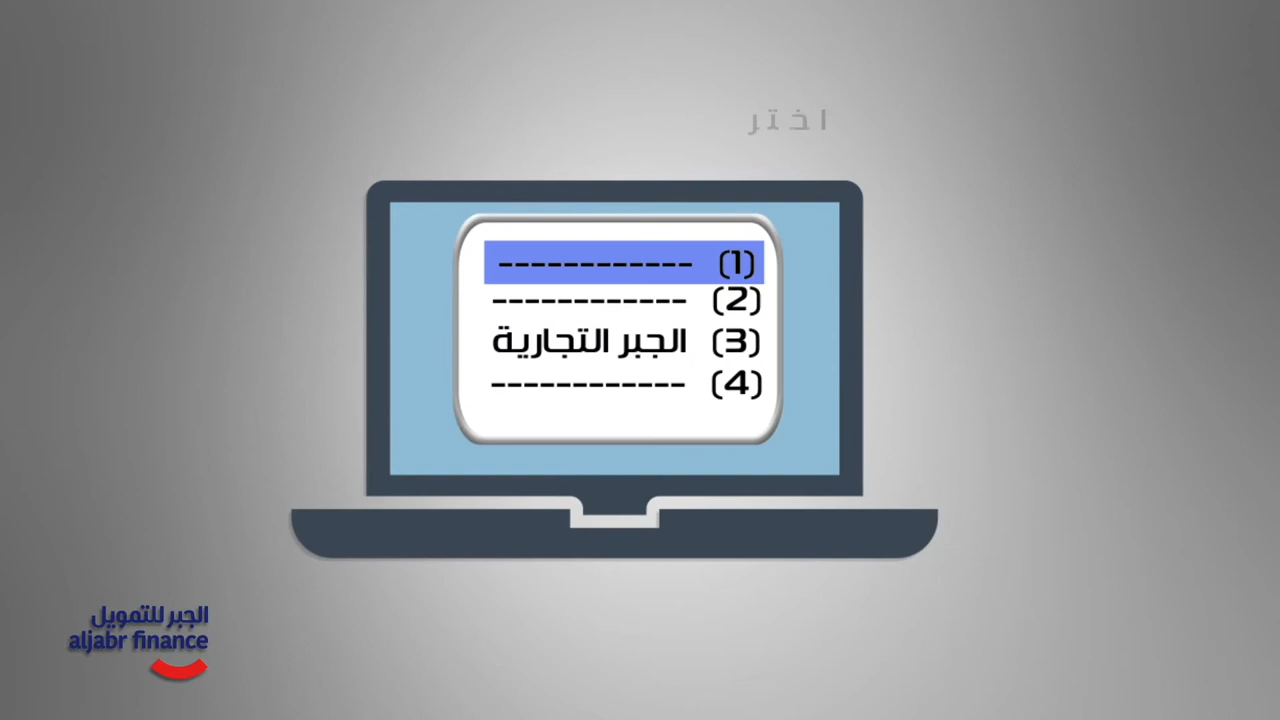 اختر
(1) ------------
(2) ------------
(3) الجبر التجارية
(4) ------------
الجبر للتمويل
aljabr finance